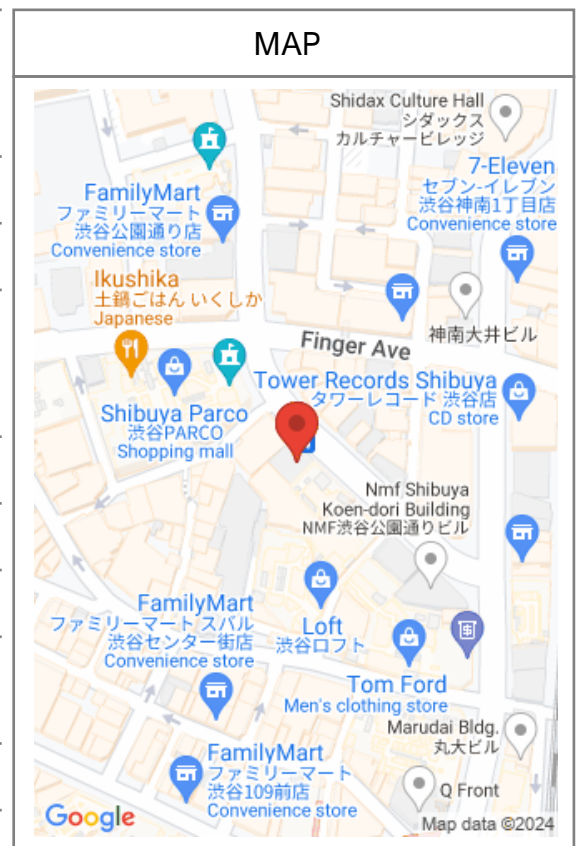 MAP
Shidax Culture Hall
シダックス
カルチャービレッジ
7-Eleven
セブン-イレブン
渋谷神南1丁目店
Convenience store
FamilyMart
ファミリーマート
渋谷公園通り店
Convenience store
Ikushika
土鍋ごはん いくしか
Japanese
神南大井ビル
Finger Ave
Tower Records Shibuya
タワーレコード 渋谷店
CD store
Shibuya Parco
渋谷PARCO
Shopping mall
Nmf Shibuya
Koen-dori Building
NMF渋谷公園通りビル
FamilyMart
ファミリーマート スバル
渋谷センター街店
Convenience store
Loft
渋谷ロフト
Tom Ford
Men's clothing store
Marudai Bldg.
丸大ビル
FamilyMart
ファミリーマート
渋谷109前店
Convenience store
Q Front
Google
Map data ©2024